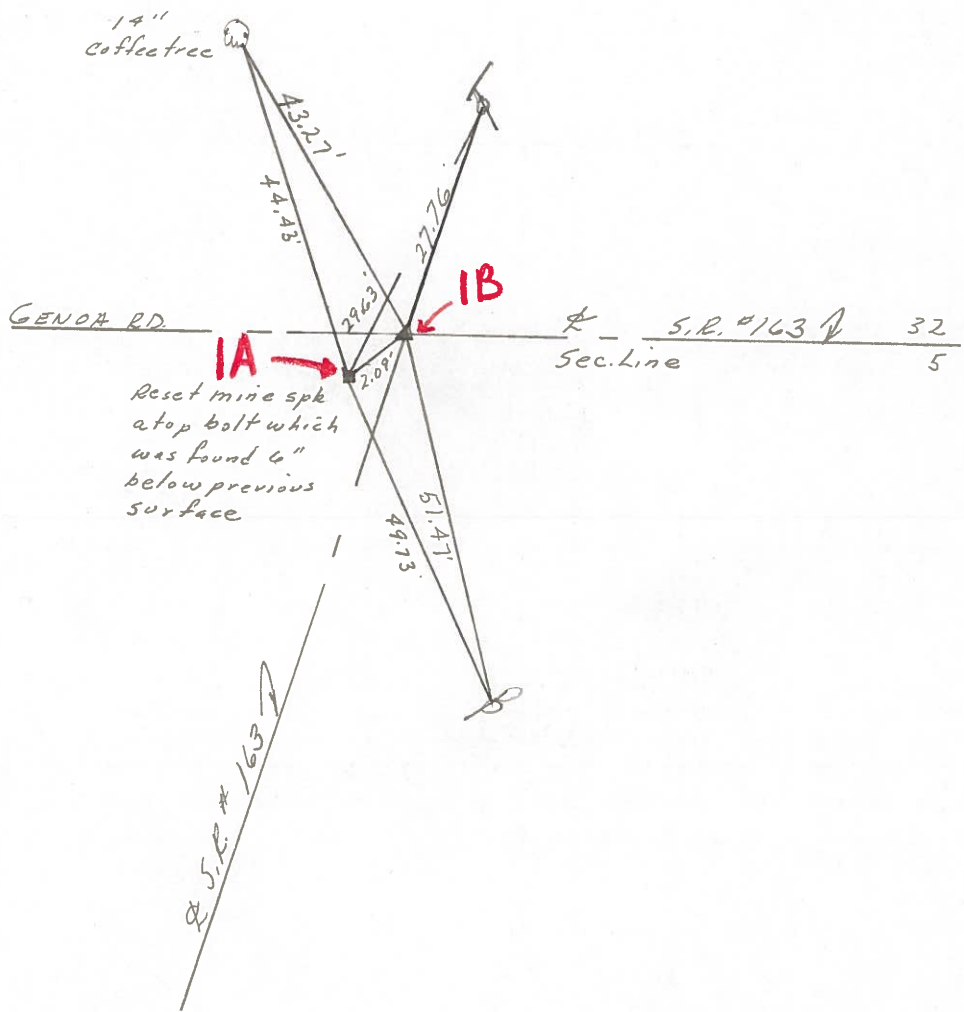 14"
Coffeetree
43.27'
44.43'
27.76'
29.63'
1B
GENOA RD.
℄
S.R. #163
32
1A
2.09'
Sec. Line
5
Reset mine spk
atop bolt which
was found 6"
below previous
surface
51.47'
49.73'
℄ S.R. # 163